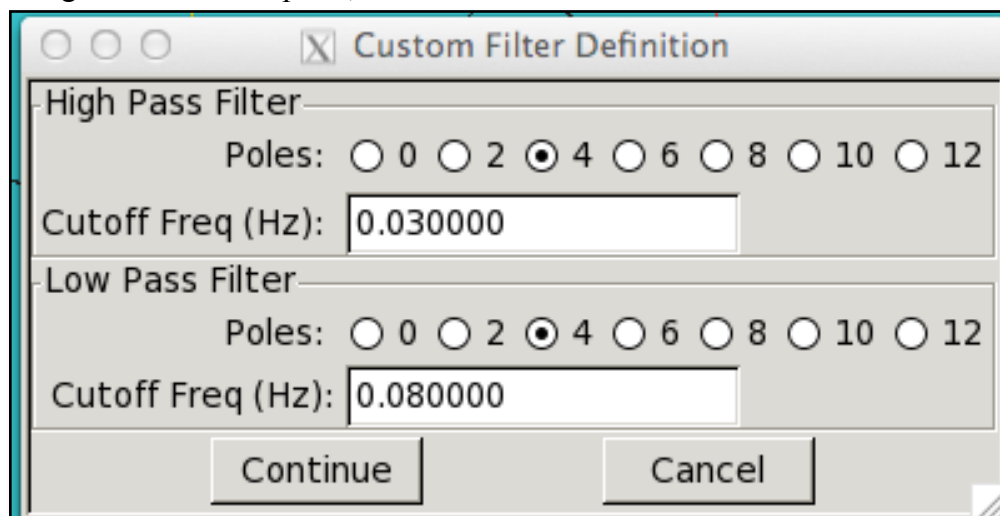 Custom Filter Definition
High Pass Filter
Poles: 0 2 4 6 8 10 12
Cutoff Freq (Hz): 0.030000
Low Pass Filter
Poles: 0 2 4 6 8 10 12
Cutoff Freq (Hz): 0.080000
Continue Cancel